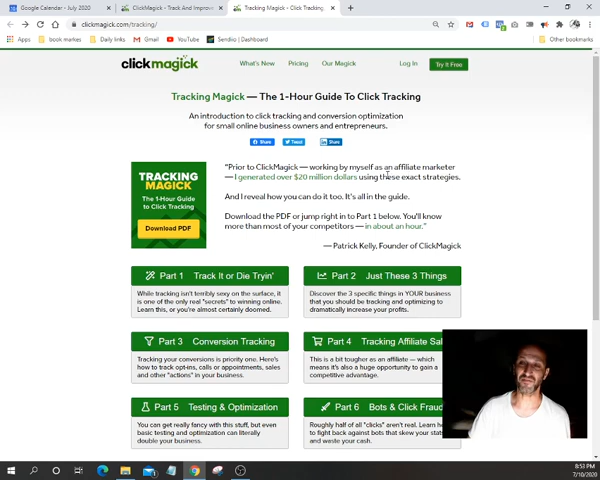 Google Calendar - July 2020
ClickMagick - Track And Improv
Tracking Magick - Click Trackin
clickmagick.com/tracking/
Apps
book markes
Daily links
Gmail
YouTube
Sendiio | Dashboard
Other bookmarks
clickmagick
What's New
Pricing
Our Magick
Log In
Try It Free
Tracking Magick — The 1-Hour Guide To Click Tracking
An introduction to click tracking and conversion optimization
for small online business owners and entrepreneurs.
Share
Tweet
Share
TRACKING
MAGICK
The 1-Hour
Guide to
Click Tracking
Download PDF
"Prior to ClickMagick — working by myself as an affiliate marketer
— I generated over $20 million dollars using these exact strategies.
And I reveal how you can do it too. It's all in the guide.
Download the PDF or jump right in to Part 1 below. You'll know
more than most of your competitors — in about an hour."
— Patrick Kelly, Founder of ClickMagick
Part 1 Track It or Die Tryin'
While tracking isn't terribly sexy on the surface, it
is one of the only real "secrets" to winning online.
Learn this, or you're almost certainly doomed.
Part 2 Just These 3 Things
Discover the 3 specific things in YOUR business
that you should be tracking and optimizing to
dramatically increase your profits.
Part 3 Conversion Tracking
Tracking your conversions is priority one. Here's
how to track opt-ins, calls or appointments, sales
and other "actions" in your business.
Part 4 Tracking Affiliate Sal
This is a bit tougher as an affiliate — which
means it's also a huge opportunity to gain a
competitive advantage.
Part 5 Testing & Optimization
You can get really fancy with this stuff, but even
basic testing and optimization can literally
double your business.
Part 6 Bots & Click Fraud
Roughly half of all "clicks" aren't real. Learn h
to fight back against bots that skew your stat
and waste your cash.
8:53 PM
7/10/2020